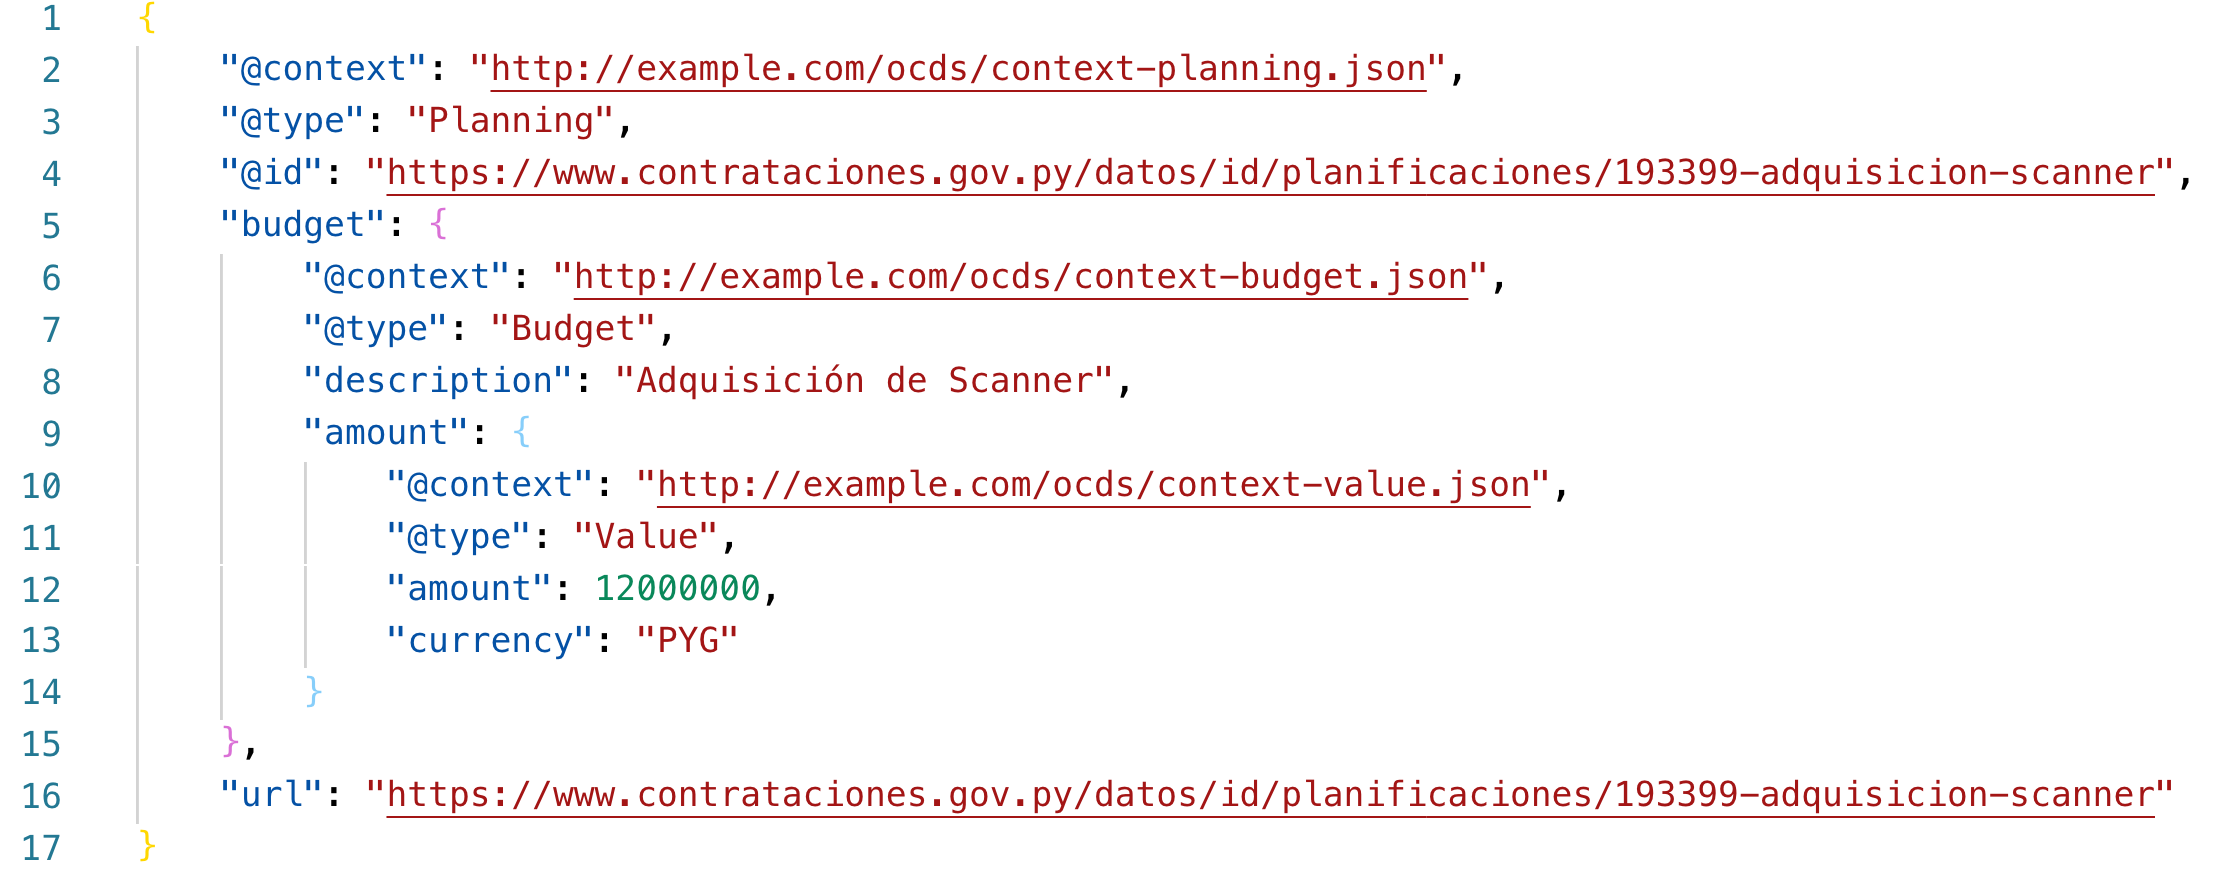 1 {
2 "@context": "http://example.com/ocds/context-planning.json",
3 "@type": "Planning",
4 "@id": "https://www.contrataciones.gov.py/datos/id/planificaciones/193399-adquisicion-scanner",
5 "budget": {
6 "@context": "http://example.com/ocds/context-budget.json",
7 "@type": "Budget",
8 "description": "Adquisición de Scanner",
9 "amount": {
10 "@context": "http://example.com/ocds/context-value.json",
11 "@type": "Value",
12 "amount": 12000000,
13 "currency": "PYG"
14 }
15 },
16 "url": "https://www.contrataciones.gov.py/datos/id/planificaciones/193399-adquisicion-scanner"
17 }